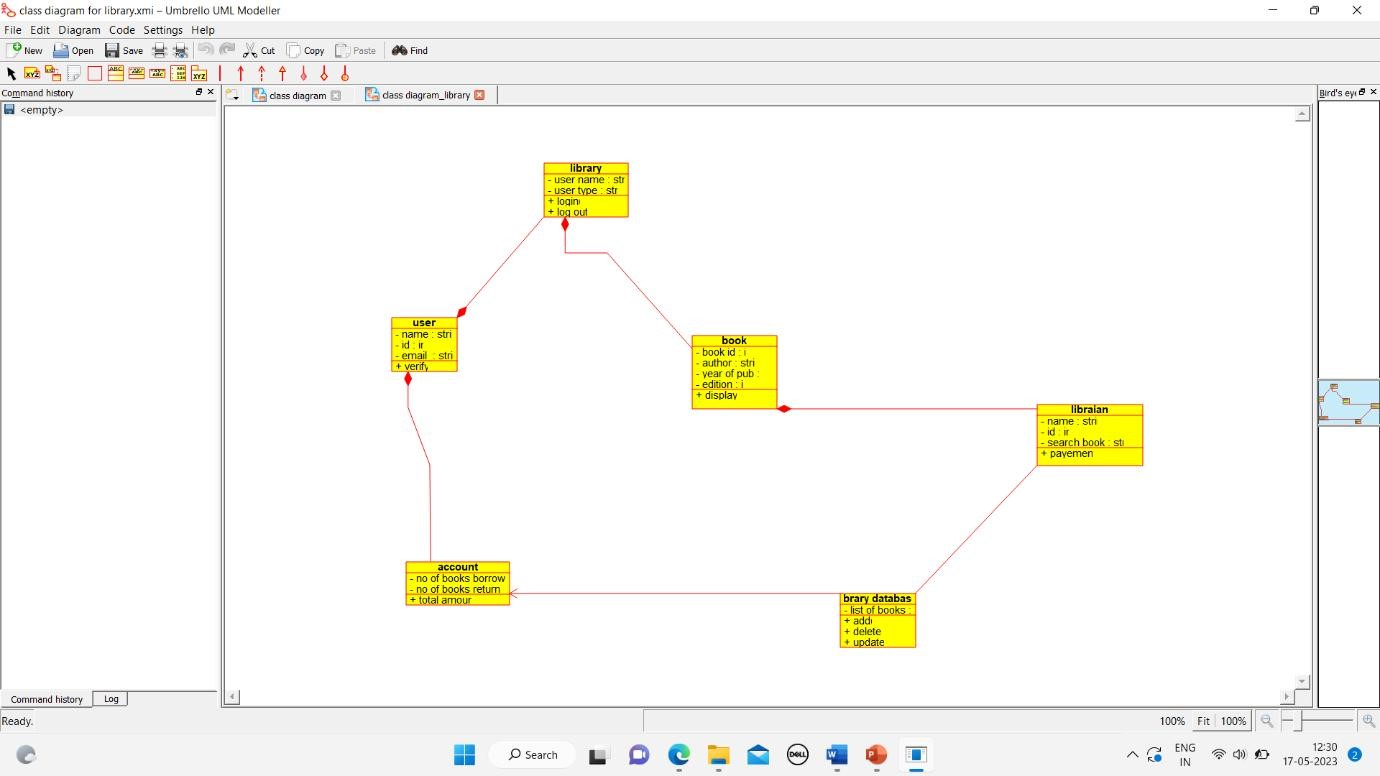 class diagram for library.xmi – Umbrello UML Modeller
File Edit Diagram Code Settings Help
New Open Save Cut Copy Paste Find
Command history
class diagram
class diagram_library
Bird's eye
<empty>
library
- user name : str
- user type : str
+ login
+ log out
user
- name : stri
- id : ir
- email : stri
+ verify
book
- book id : i
- author : stri
- year of pub :
- edition : i
+ display
libraian
- name : stri
- id : ir
- search book : stri
+ payemen
account
- no of books borrow
- no of books return
+ total amour
brary databas
- list of books :
+ add
+ delete
+ update
Command history Log
Ready.
100% Fit 100%
Search
DELL
ENG
IN
12:30
17-05-2023
2